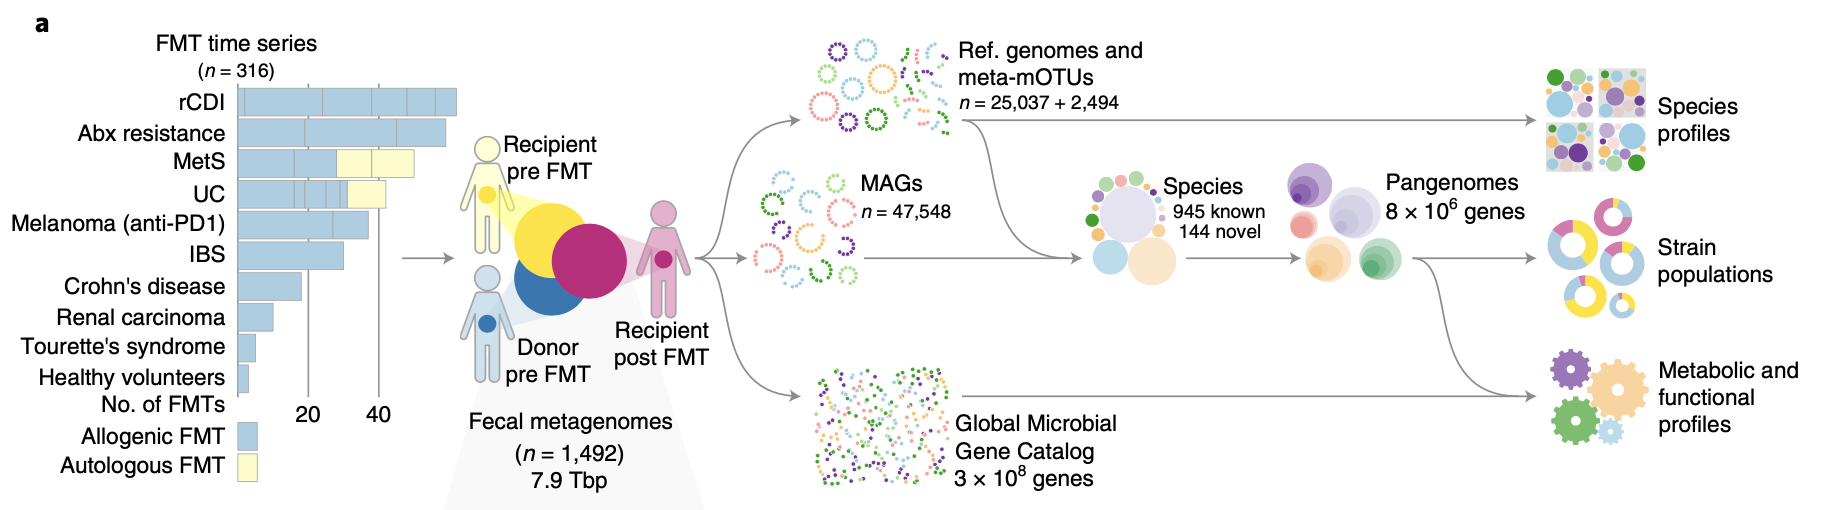 a
FMT time series
(n = 316)
rCDI
Abx resistance
MetS
UC
Melanoma (anti-PD1)
IBS
Crohn's disease
Renal carcinoma
Tourette's syndrome
Healthy volunteers
No. of FMTs
20 40
Allogenic FMT
Autologous FMT
Recipient
pre FMT
Donor
pre FMT
Recipient
post FMT
Fecal metagenomes
(n = 1,492)
7.9 Tbp
Ref. genomes and
meta-mOTUs
n = 25,037 + 2,494
MAGs
n = 47,548
Global Microbial
Gene Catalog
3 × 10⁸ genes
Species
945 known
144 novel
Pangenomes
8 × 10⁶ genes
Species
profiles
Strain
populations
Metabolic and
functional
profiles